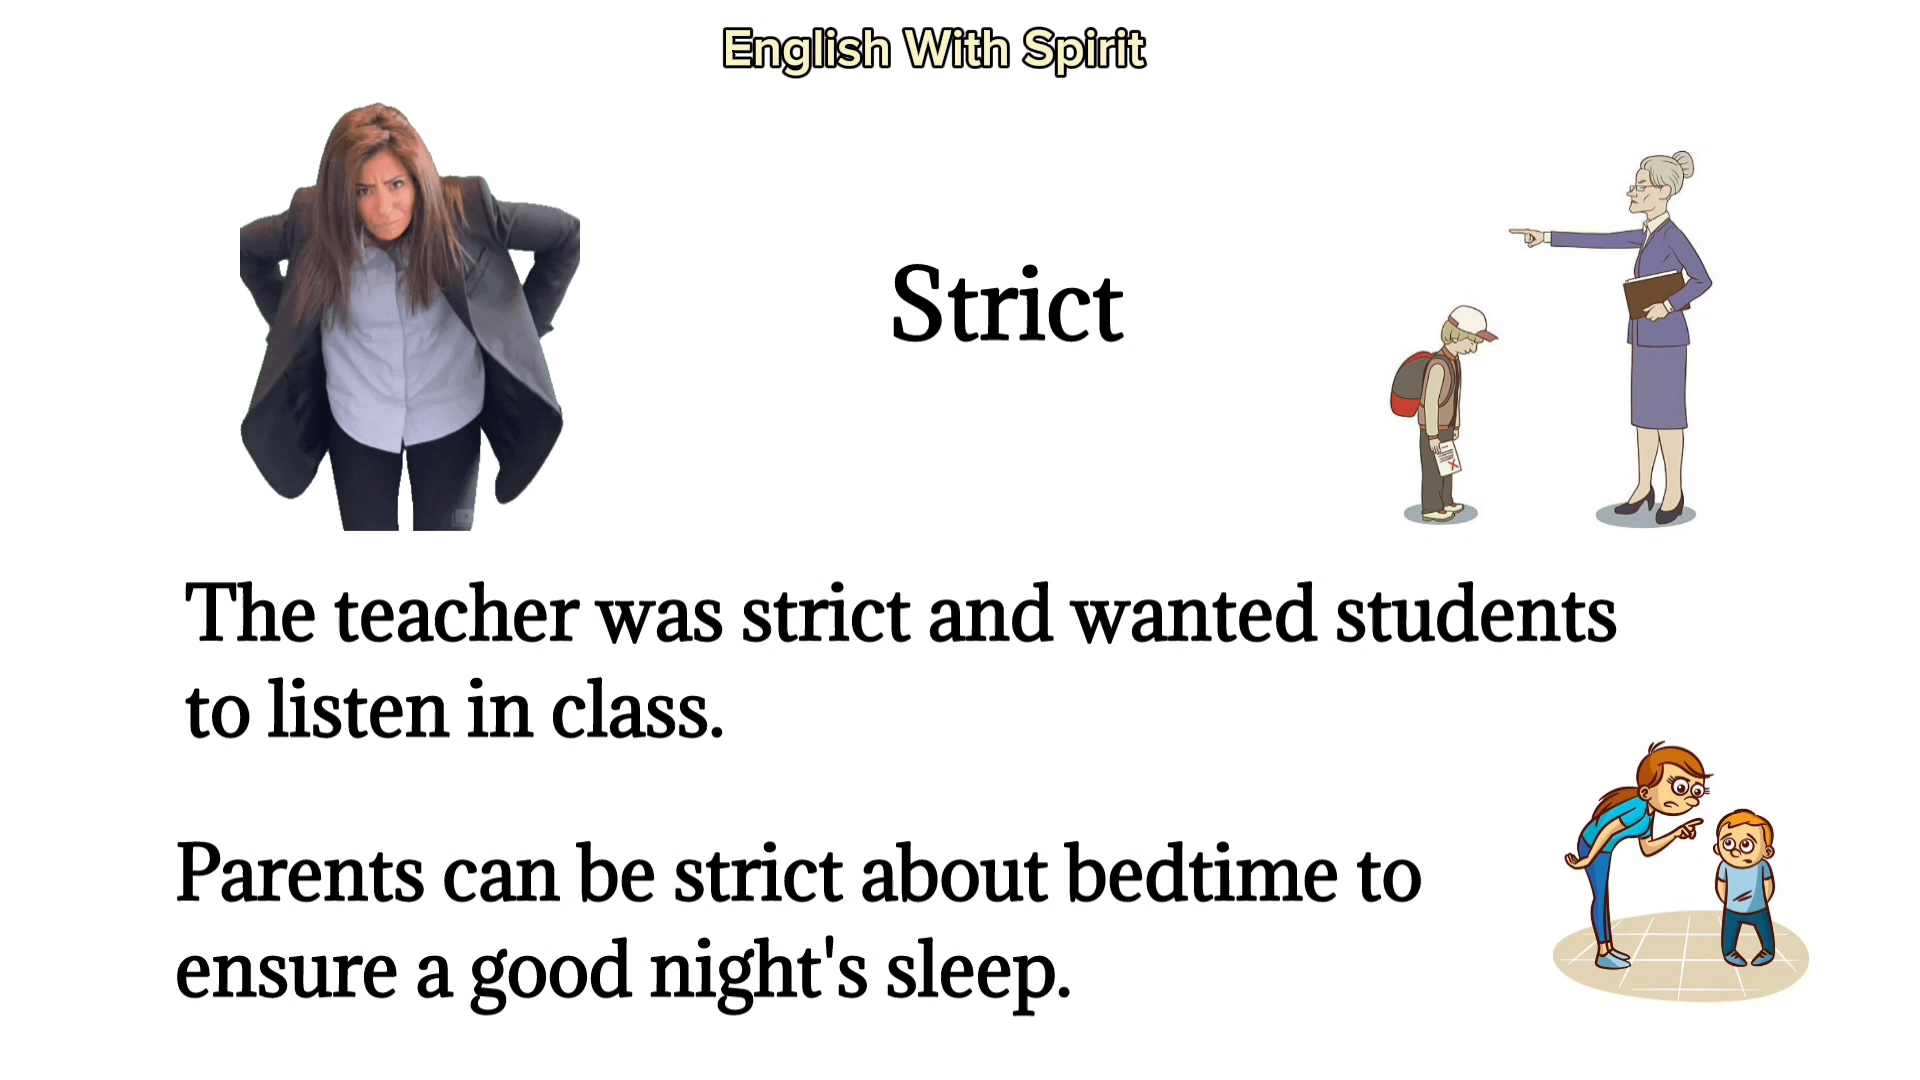 English With Spirit
Strict
The teacher was strict and wanted students
to listen in class.
Parents can be strict about bedtime to
ensure a good night's sleep.